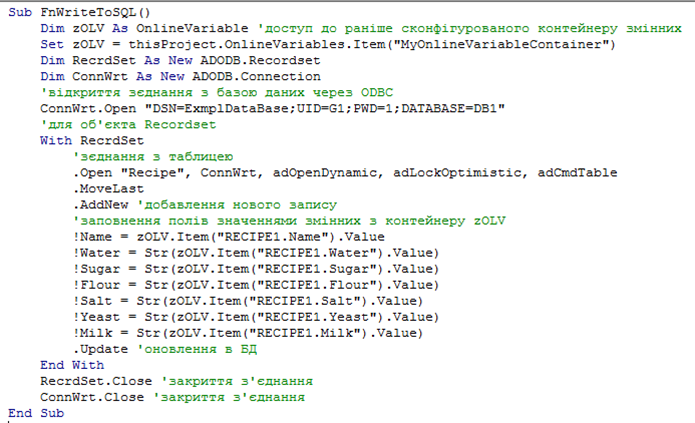 Sub FnWriteToSQL()
Dim zOLV As OnlineVariable 'доступ до раніше сконфігурованого контейнеру змінних
Set zOLV = thisProject.OnlineVariables.Item("MyOnlineVariableContainer")
Dim RecrdSet As New ADODB.Recordset
Dim ConnWrt As New ADODB.Connection
'відкриття зєднання з базою даних через ODBC
ConnWrt.Open "DSN=ExmplDataBase;UID=G1;PWD=1;DATABASE=DB1"
'для об'єкта Recordset
With RecrdSet
'зєднання з таблицею
.Open "Recipe", ConnWrt, adOpenDynamic, adLockOptimistic, adCmdTable
.MoveLast
.AddNew 'добавлення нового запису
'заповнення полів значеннями змінних з контейнеру zOLV
!Name = zOLV.Item("RECIPE1.Name").Value
!Water = Str(zOLV.Item("RECIPE1.Water").Value)
!Sugar = Str(zOLV.Item("RECIPE1.Sugar").Value)
!Flour = Str(zOLV.Item("RECIPE1.Flour").Value)
!Salt = Str(zOLV.Item("RECIPE1.Salt").Value)
!Yeast = Str(zOLV.Item("RECIPE1.Yeast").Value)
!Milk = Str(zOLV.Item("RECIPE1.Milk").Value)
.Update 'оновлення в БД
End With
RecrdSet.Close 'закриття з'єднання
ConnWrt.Close 'закриття з'єднання
End Sub